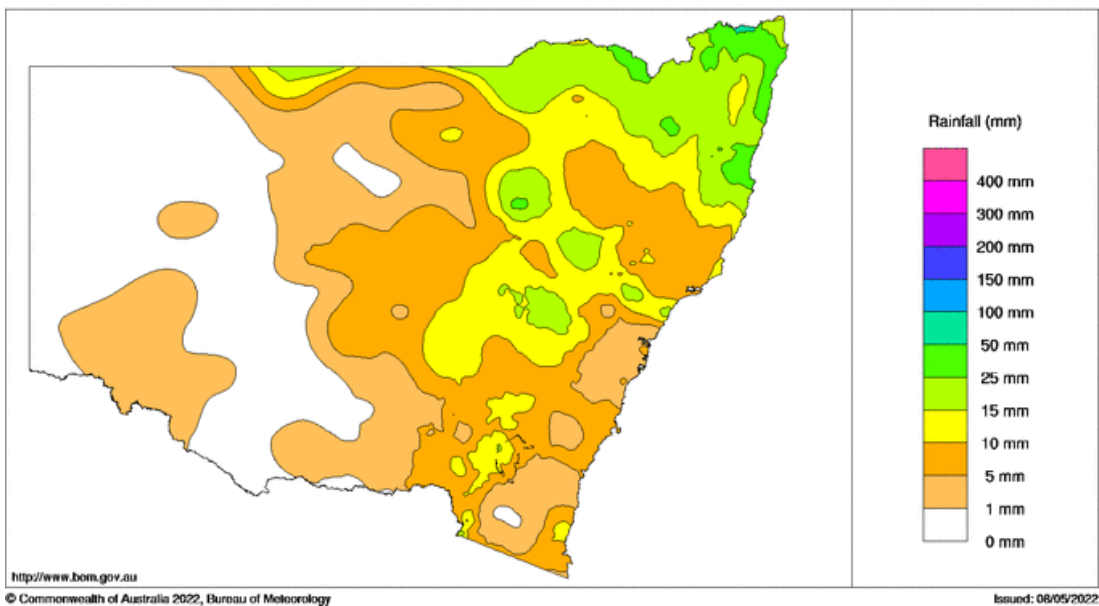 Rainfall (mm)
400 mm
300 mm
200 mm
150 mm
100 mm
50 mm
25 mm
15 mm
10 mm
5 mm
1 mm
0 mm
http://www.bom.gov.au
© Commonwealth of Australia 2022, Bureau of Meteorology
Issued: 08/05/2022